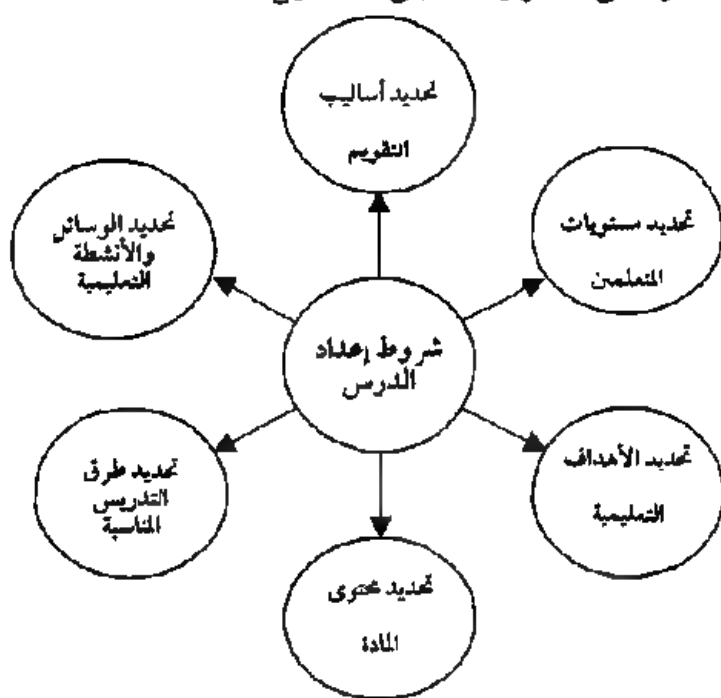 تحديد أساليب
التقويم
تحديد مستويات
المتعلمين
تحديد الوسائل
والأنشطة
التعليمية
شروط إعداد
الدرس
تحديد الأهداف
التعليمية
تحديد طرق
التدريس
المناسبة
تحديد محتوى
المادة